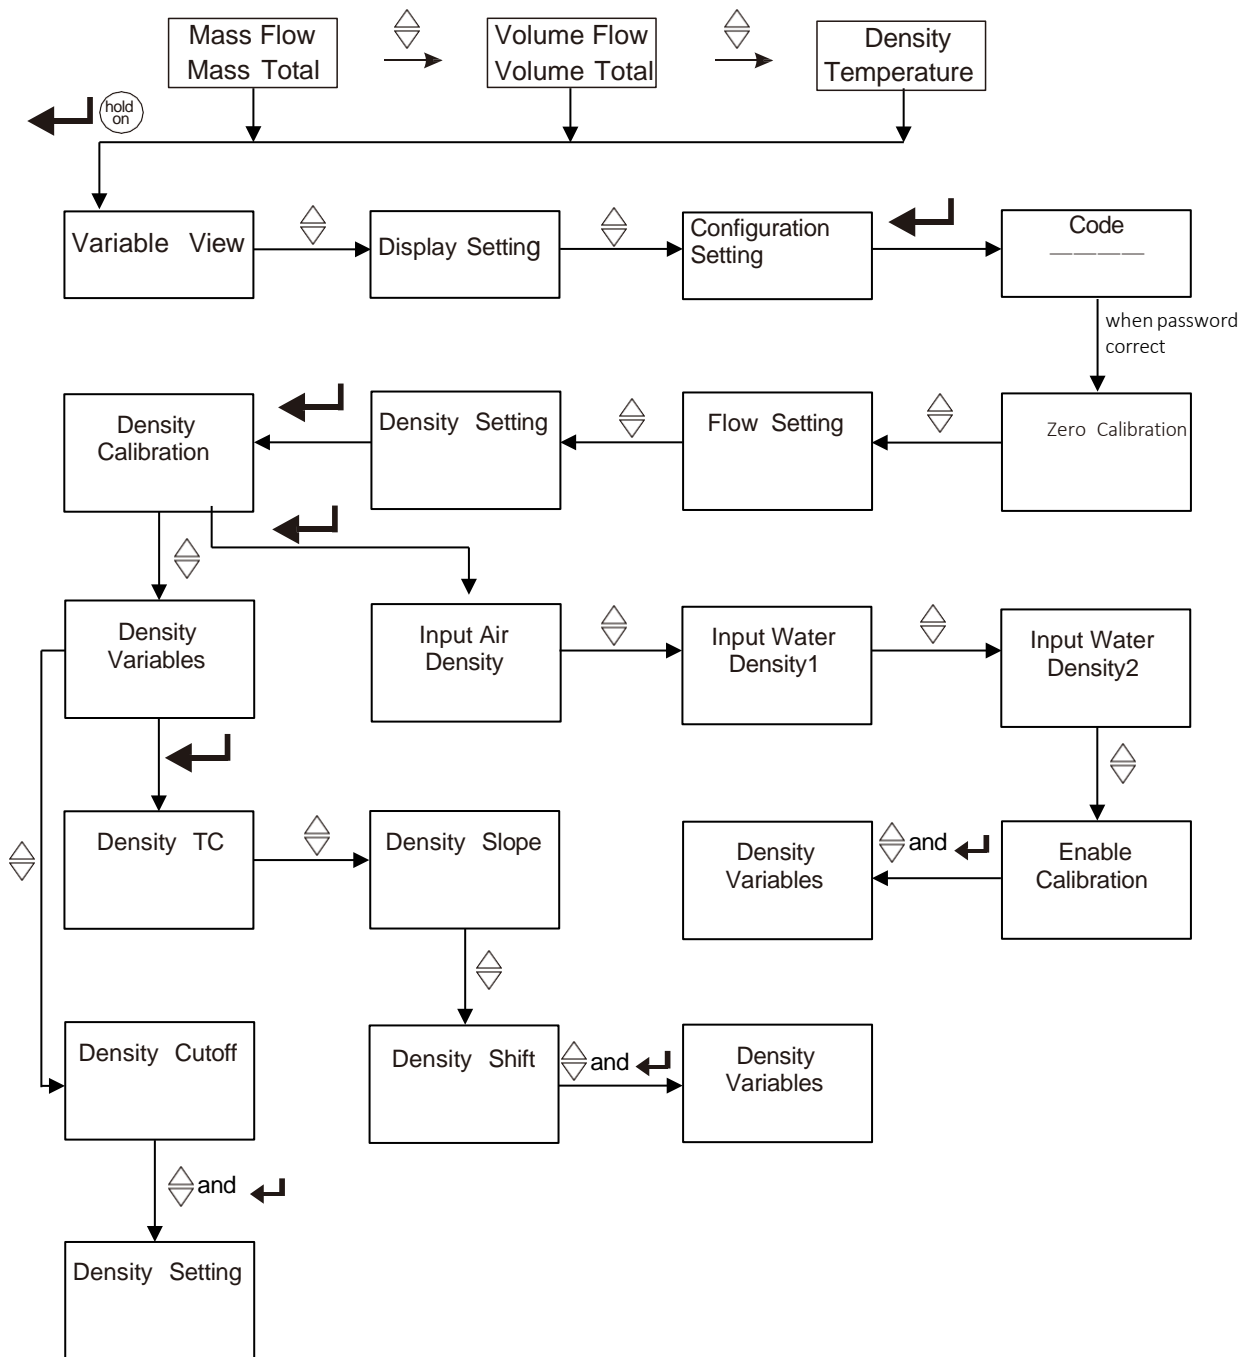 Mass Flow
Mass Total
Volume Flow
Volume Total
Density
Temperature
hold
on
Variable View
Display Setting
Configuration
Setting
Code
————
when password
correct
Density
Calibration
Density Setting
Flow Setting
Zero Calibration
Density
Variables
Input Air
Density
Input Water
Density1
Input Water
Density2
Density TC
Density Slope
Density
Variables
and
Enable
Calibration
Density Cutoff
Density Shift
and
Density
Variables
and
Density Setting